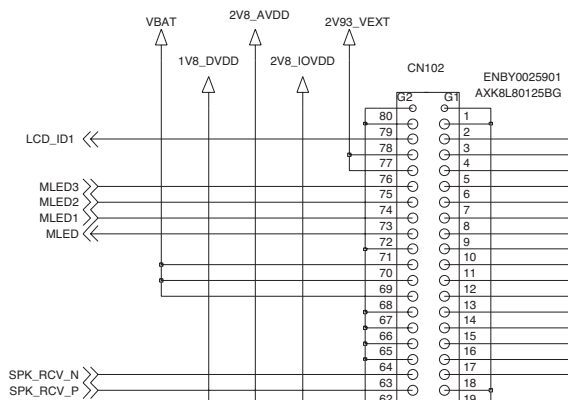 2V8_AVDD
VBAT 2V93_VEXT
1V8_DVDD 2V8_IOVDD
CN102
ENBY0025901
AXK8L80125BG
G2 G1
80 1
LCD_ID1 79 2
78 3
77 4
MLED3 76 5
MLED2 75 6
MLED1 74 7
MLED 73 8
72 9
71 10
70 11
69 12
68 13
67 14
66 15
65 16
SPK_RCV_N 64 17
SPK_RCV_P 63 18
62 19